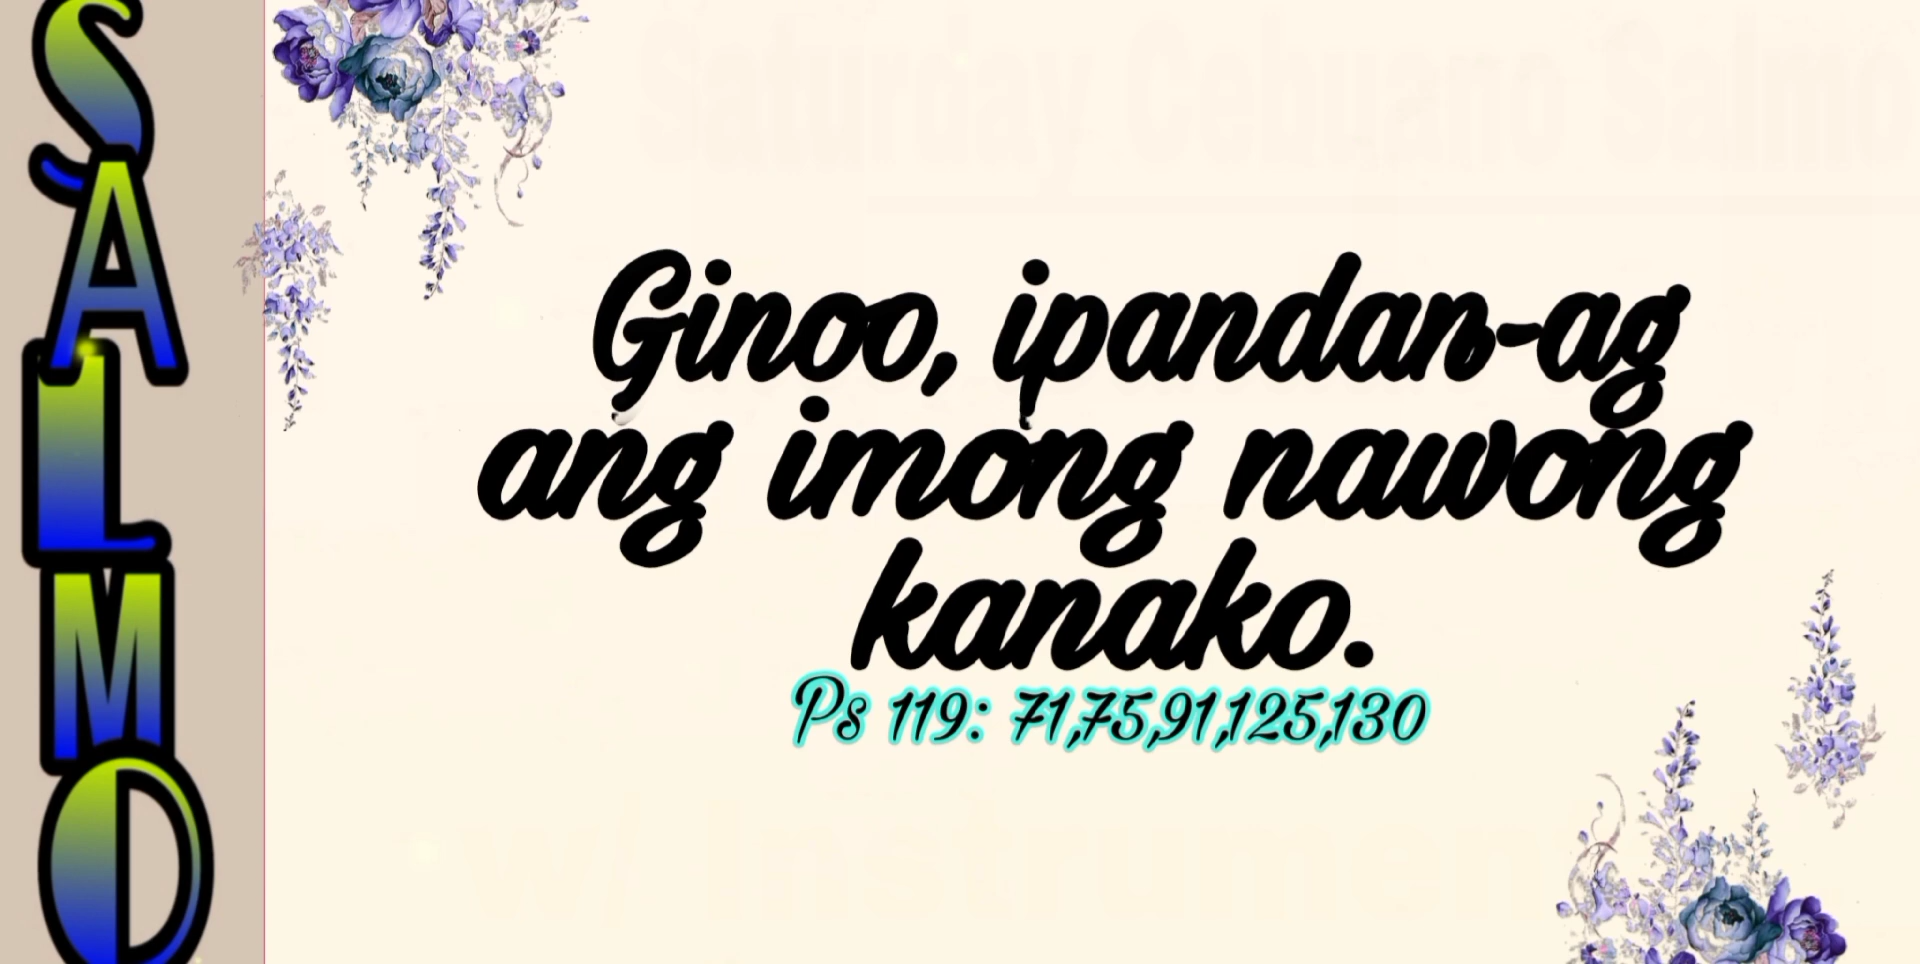 SALMO
Ginoo, ipandan-ag
ang imong nawong
kanako.
Ps 119: 71,75,91,125,130